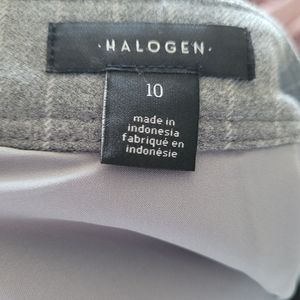 ·HALOGEN·
10
made in
indonesia
fabriqué en
indonésie